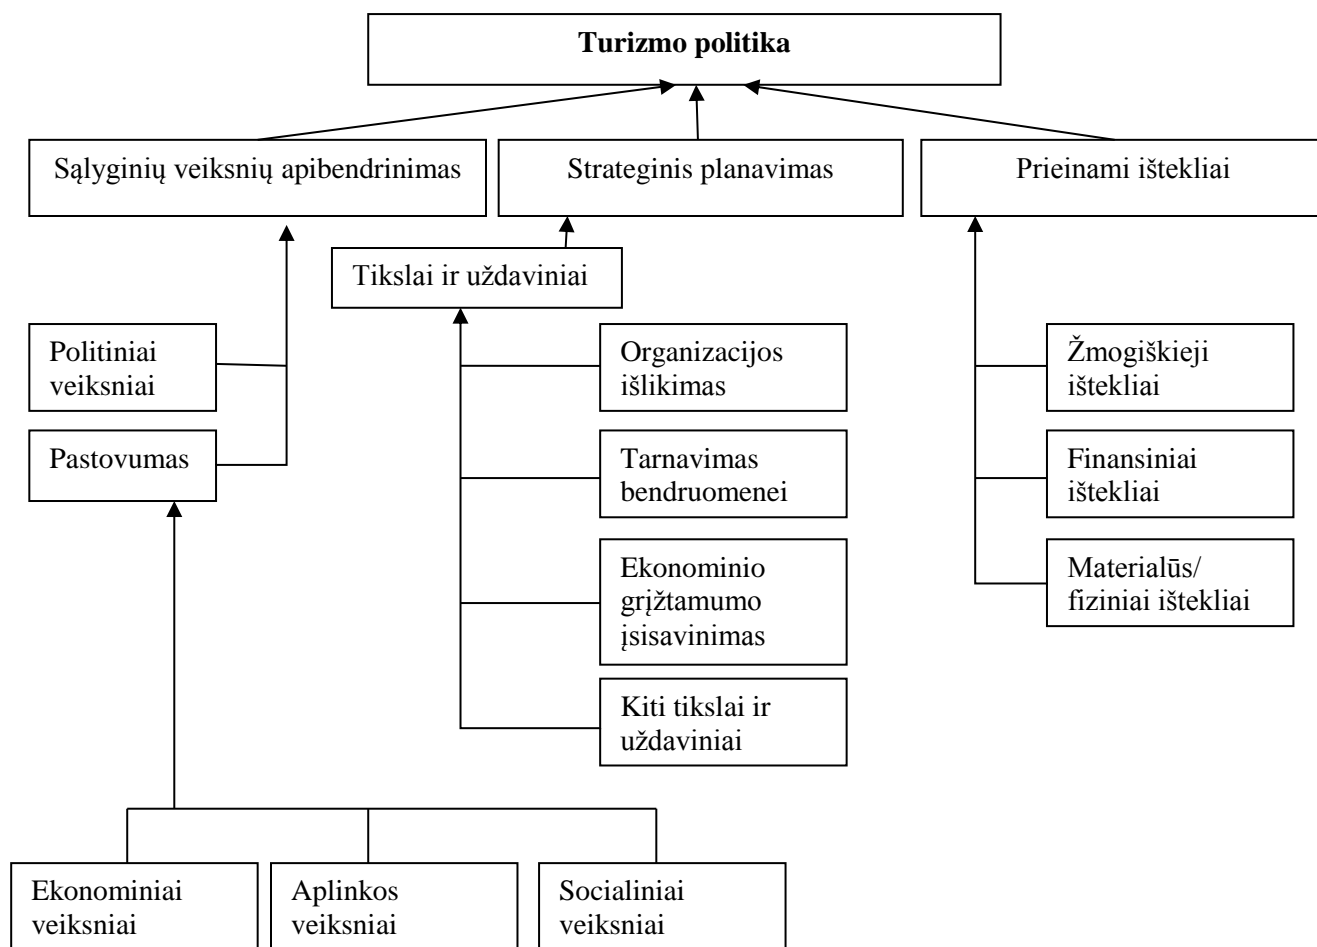 Turizmo politika
Sąlyginių veiksnių apibendrinimas
Strateginis planavimas
Prieinami ištekliai
Tikslai ir uždaviniai
Politiniai
veiksniai
Pastovumas
Organizacijos
išlikimas
Tarnavimas
bendruomenei
Ekonominio
grįžtamumo
įsisavinimas
Kiti tikslai ir
uždaviniai
Žmogiškieji
ištekliai
Finansiniai
ištekliai
Materialūs/
fiziniai ištekliai
Ekonominiai
veiksniai
Aplinkos
veiksniai
Socialiniai
veiksniai